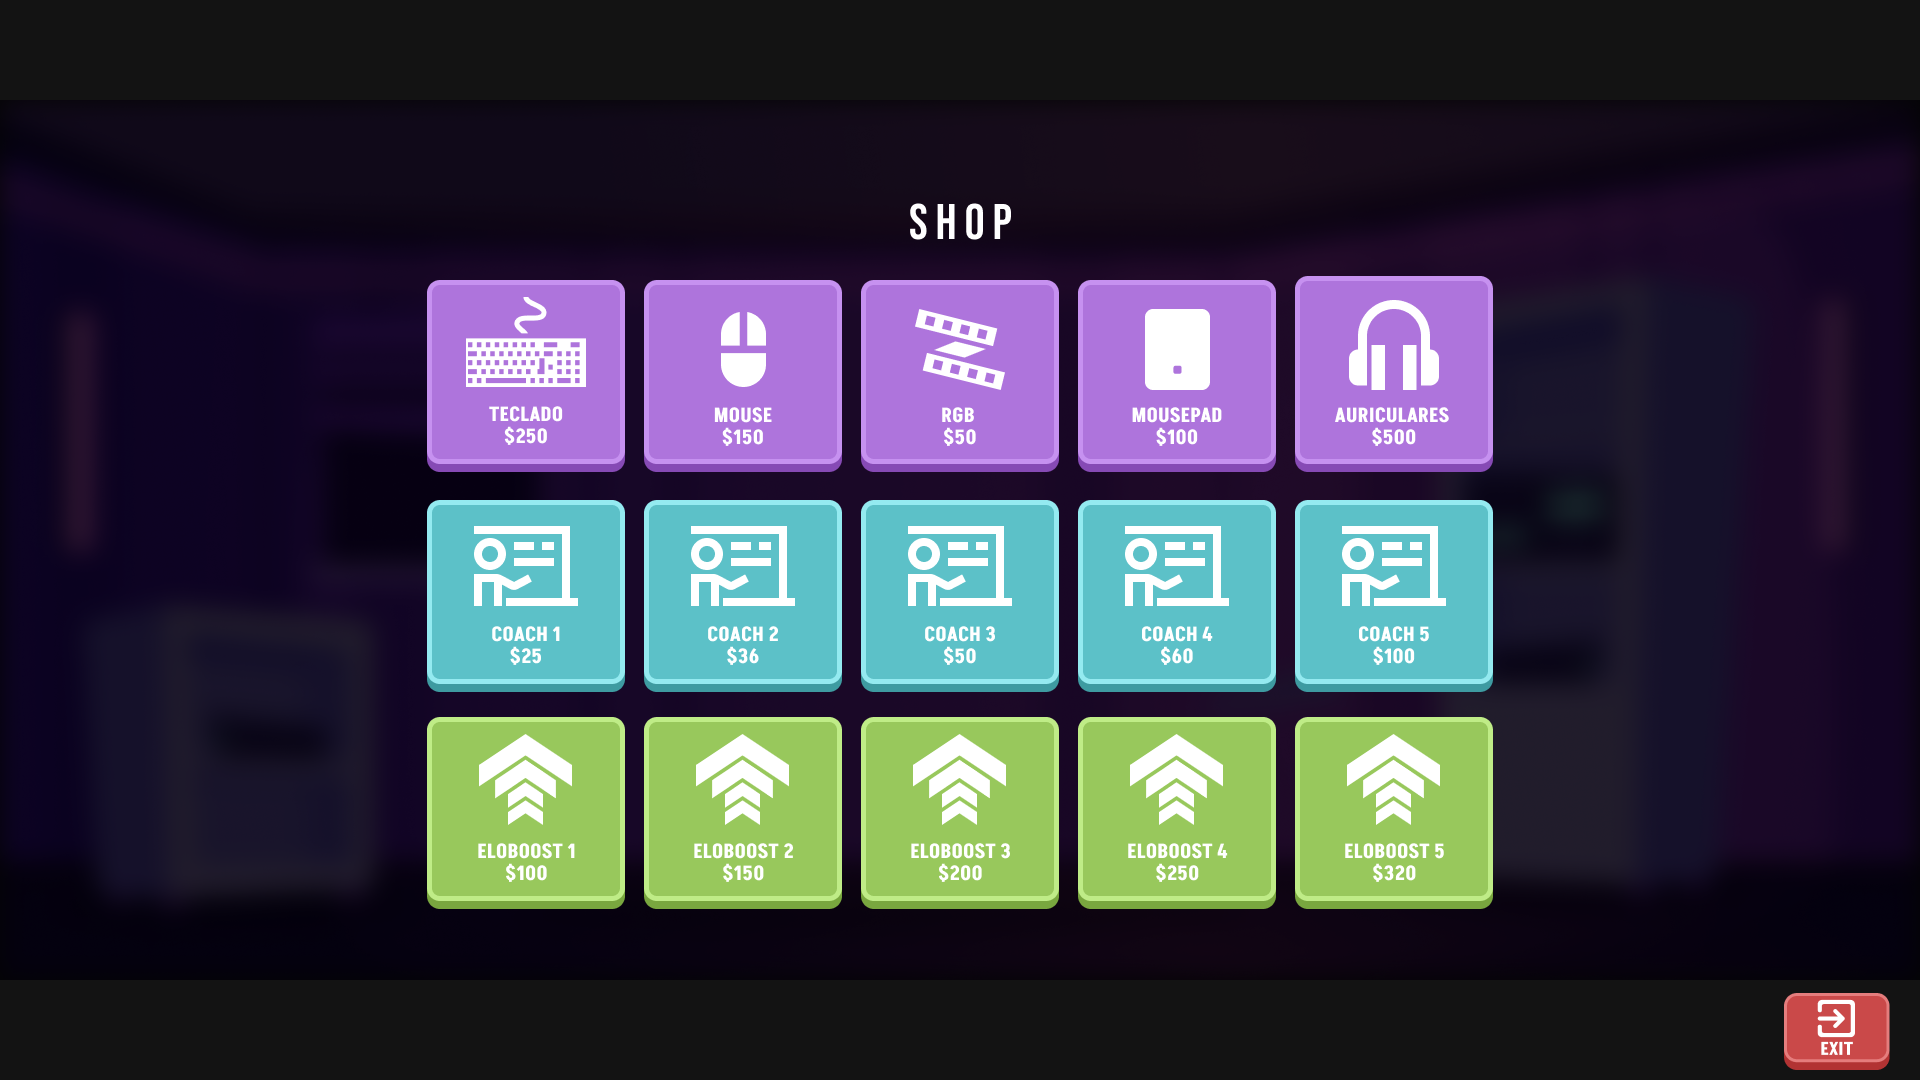 SHOP
TECLADO
$250
MOUSE
$150
RGB
$50
MOUSEPAD
$100
AURICULARES
$500
COACH 1
$25
COACH 2
$36
COACH 3
$50
COACH 4
$60
COACH 5
$100
ELOBOOST 1
$100
ELOBOOST 2
$150
ELOBOOST 3
$200
ELOBOOST 4
$250
ELOBOOST 5
$320
EXIT